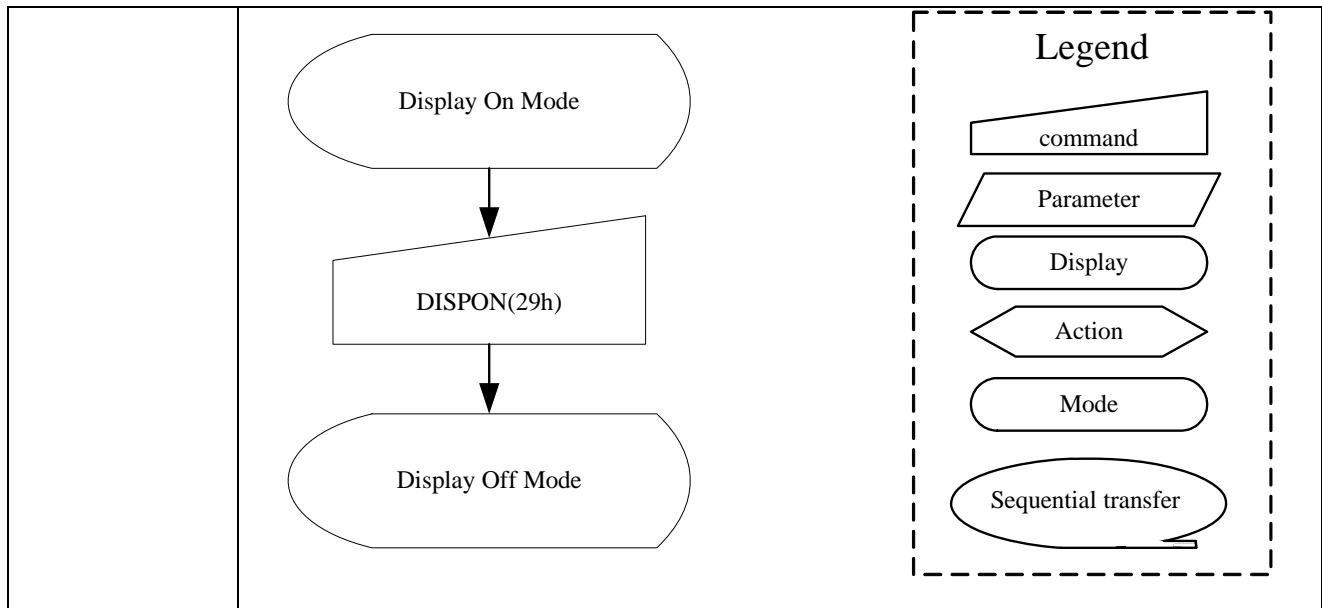 Display On Mode
DISPON(29h)
Display Off Mode
Legend
command
Parameter
Display
Action
Mode
Sequential transfer